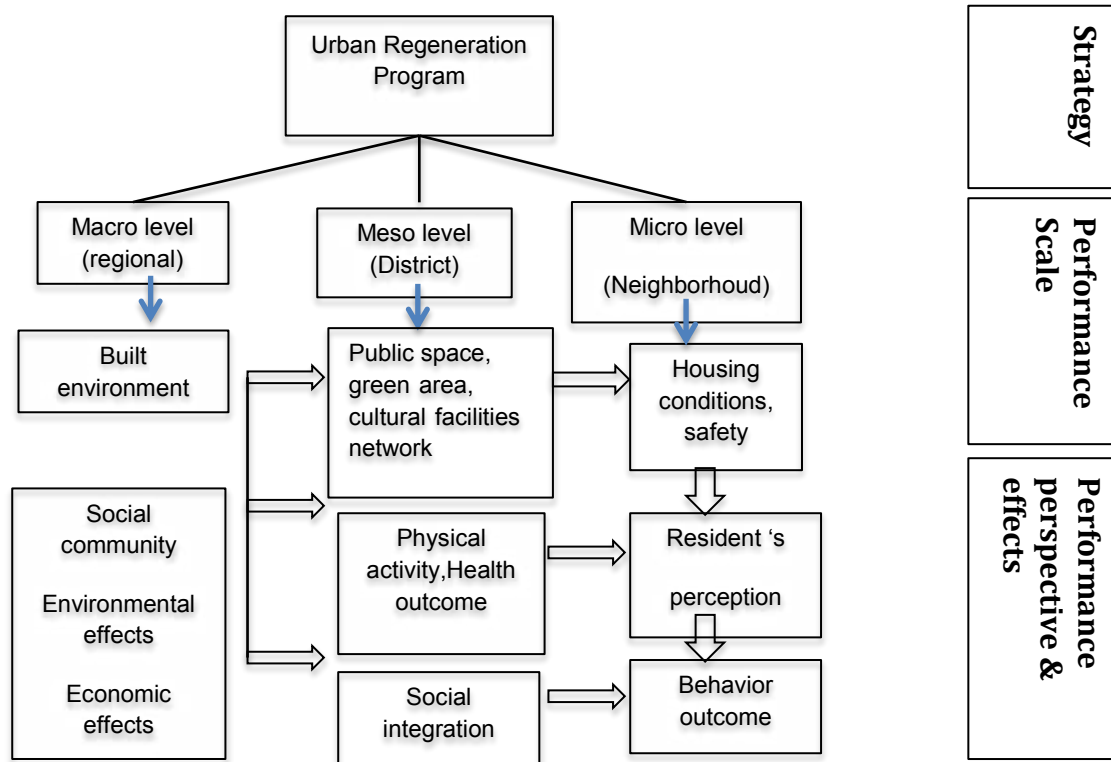 Urban Regeneration
Program
Macro level
(regional)
Meso level
(District)
Micro level
(Neighborhoud)
Built
environment
Public space,
green area,
cultural facilities
network
Housing
conditions,
safety
Social
community
Environmental
effects
Economic
effects
Physical
activity,Health
outcome
Resident ‘s
perception
Social
integration
Behavior
outcome
Strategy
Performance
Scale
Performance
perspective &
effects